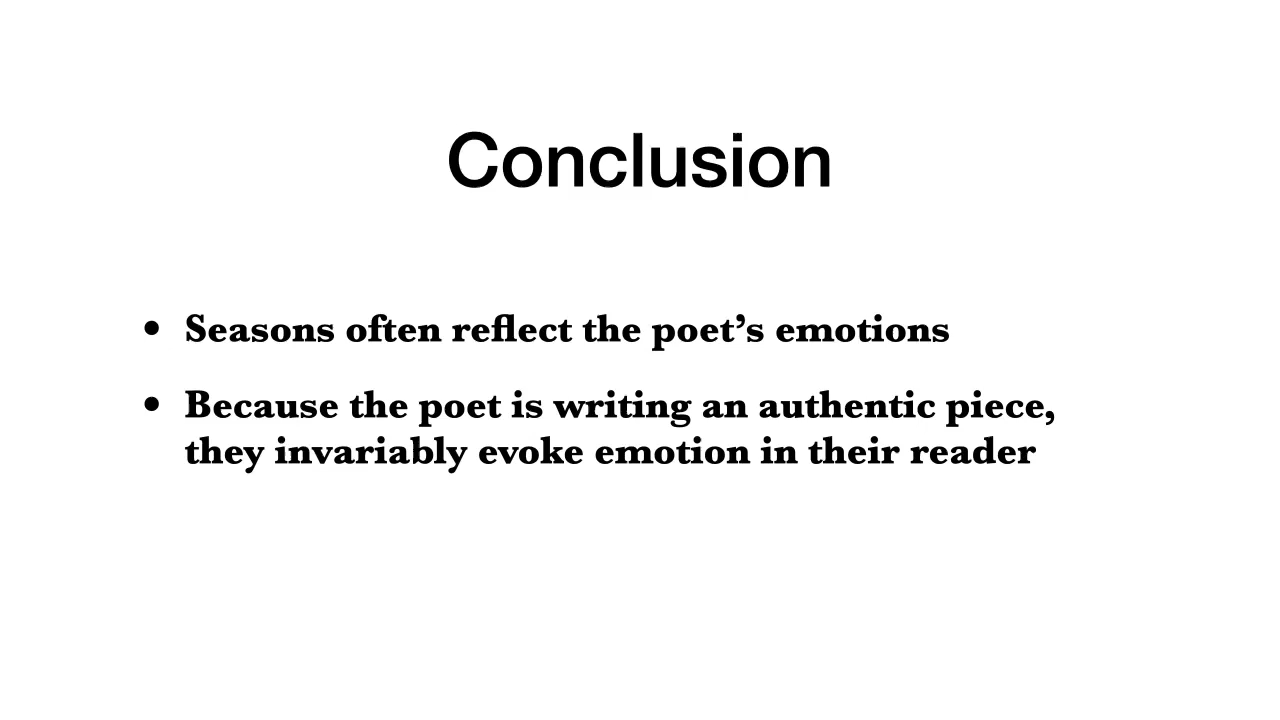 Conclusion
• Seasons often reflect the poet’s emotions
• Because the poet is writing an authentic piece,
they invariably evoke emotion in their reader